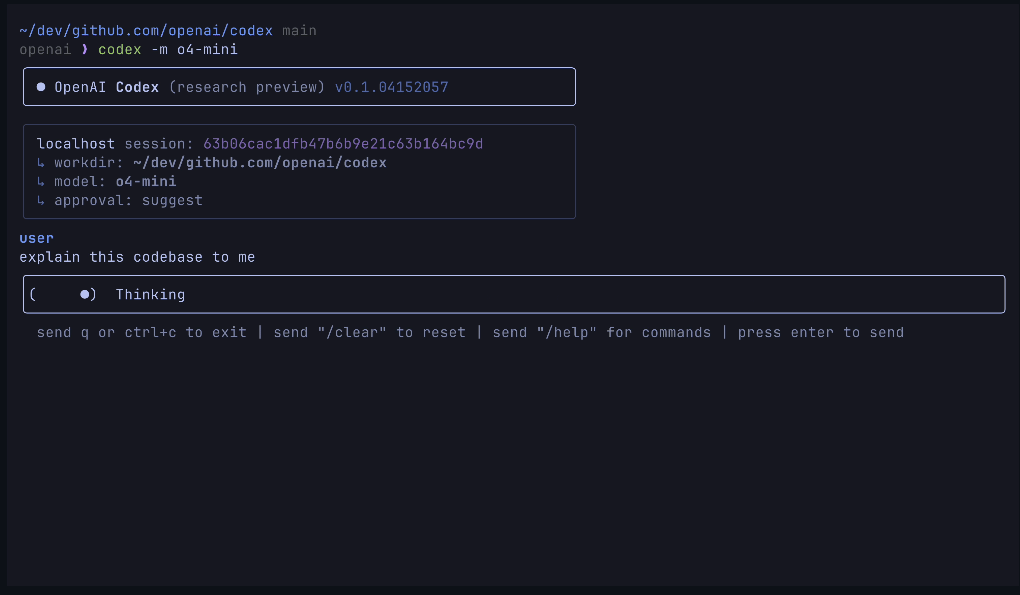 ~/dev/github.com/openai/codex main
openai ❱ codex -m o4-mini
● OpenAI Codex (research preview) v0.1.04152057
localhost session: 63b06cac1dfb47b6b9e21c63b164bc9d
↳ workdir: ~/dev/github.com/openai/codex
↳ model: o4-mini
↳ approval: suggest
user
explain this codebase to me
(     ●)  Thinking
send q or ctrl+c to exit | send "/clear" to reset | send "/help" for commands | press enter to send